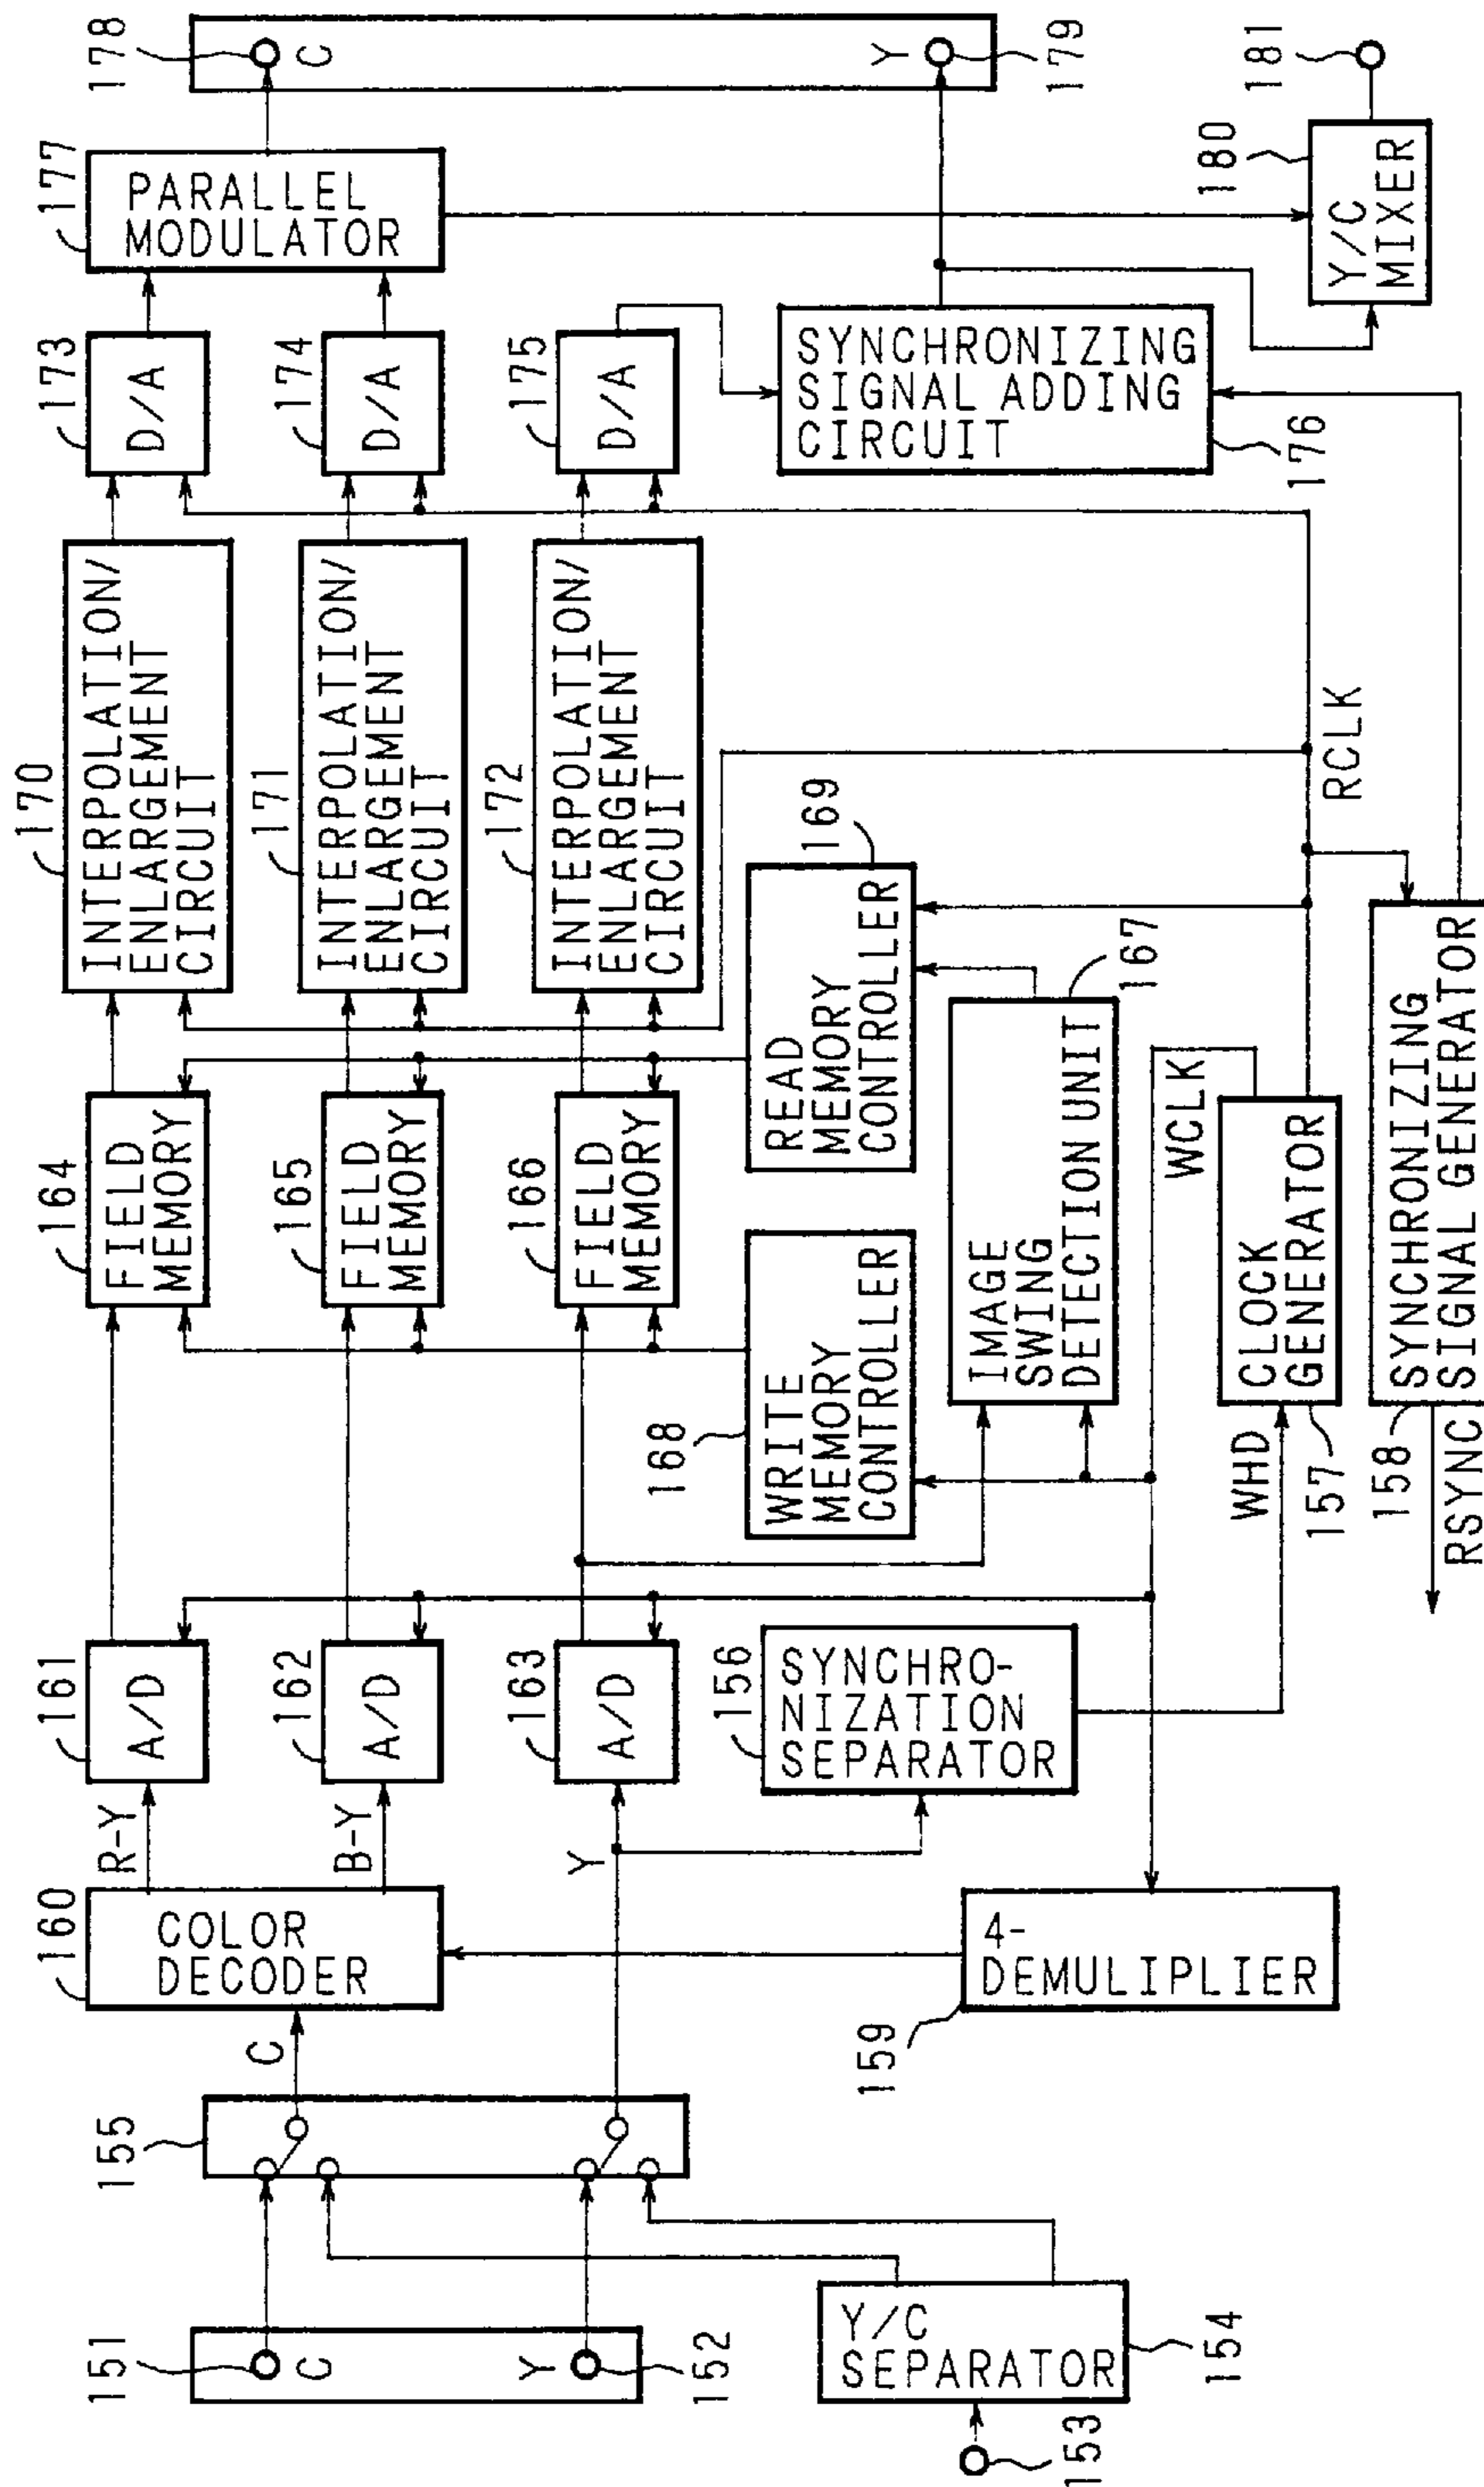 151
C
Y
152
153
Y/C
SEPARATOR
154
155
C
160
COLOR
DECODER
R-Y
B-Y
Y
159
4-
DEMULIPLIER
161
A/D
162
A/D
163
A/D
156
SYNCHRO-
NIZATION
SEPARATOR
WHD
164
FIELD
MEMORY
165
FIELD
MEMORY
166
FIELD
MEMORY
168
WRITE
MEMORY
CONTROLLER
IMAGE
SWING
DETECTION UNIT
167
READ
MEMORY
CONTROLLER
169
WCLK
CLOCK
GENERATOR
157
158
SYNCHRONIZING
SIGNAL GENERATOR
RSYNC
170
INTERPOLATION/
ENLARGEMENT
CIRCUIT
171
INTERPOLATION/
ENLARGEMENT
CIRCUIT
172
INTERPOLATION/
ENLARGEMENT
CIRCUIT
RCLK
173
D/A
174
D/A
175
D/A
SYNCHRONIZING
SIGNAL ADDING
CIRCUIT
176
177
PARALLEL
MODULATOR
178
C
Y
179
180
Y/C
MIXER
181